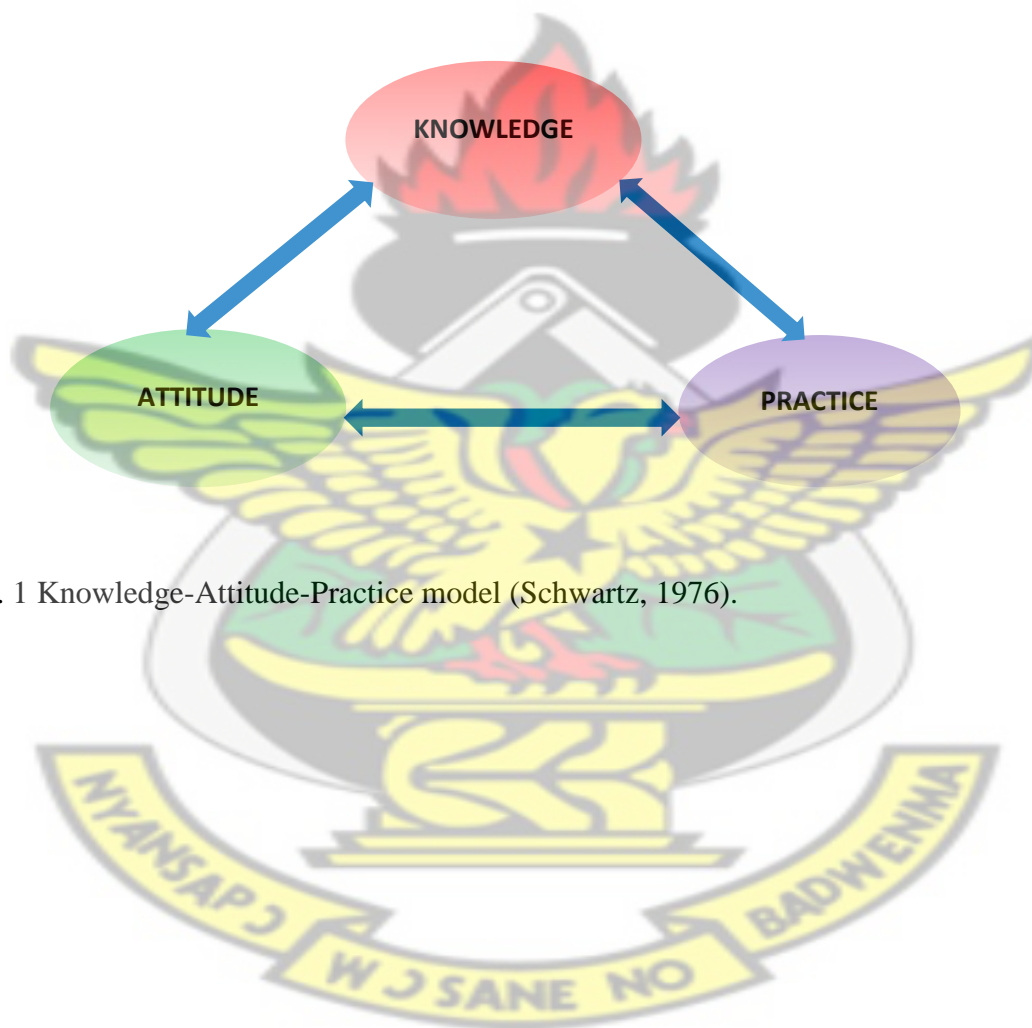 KNOWLEDGE
ATTITUDE
PRACTICE
. 1 Knowledge-Attitude-Practice model (Schwartz, 1976).
NYANSAPƆ
WƆSANE NO
BADWENMA